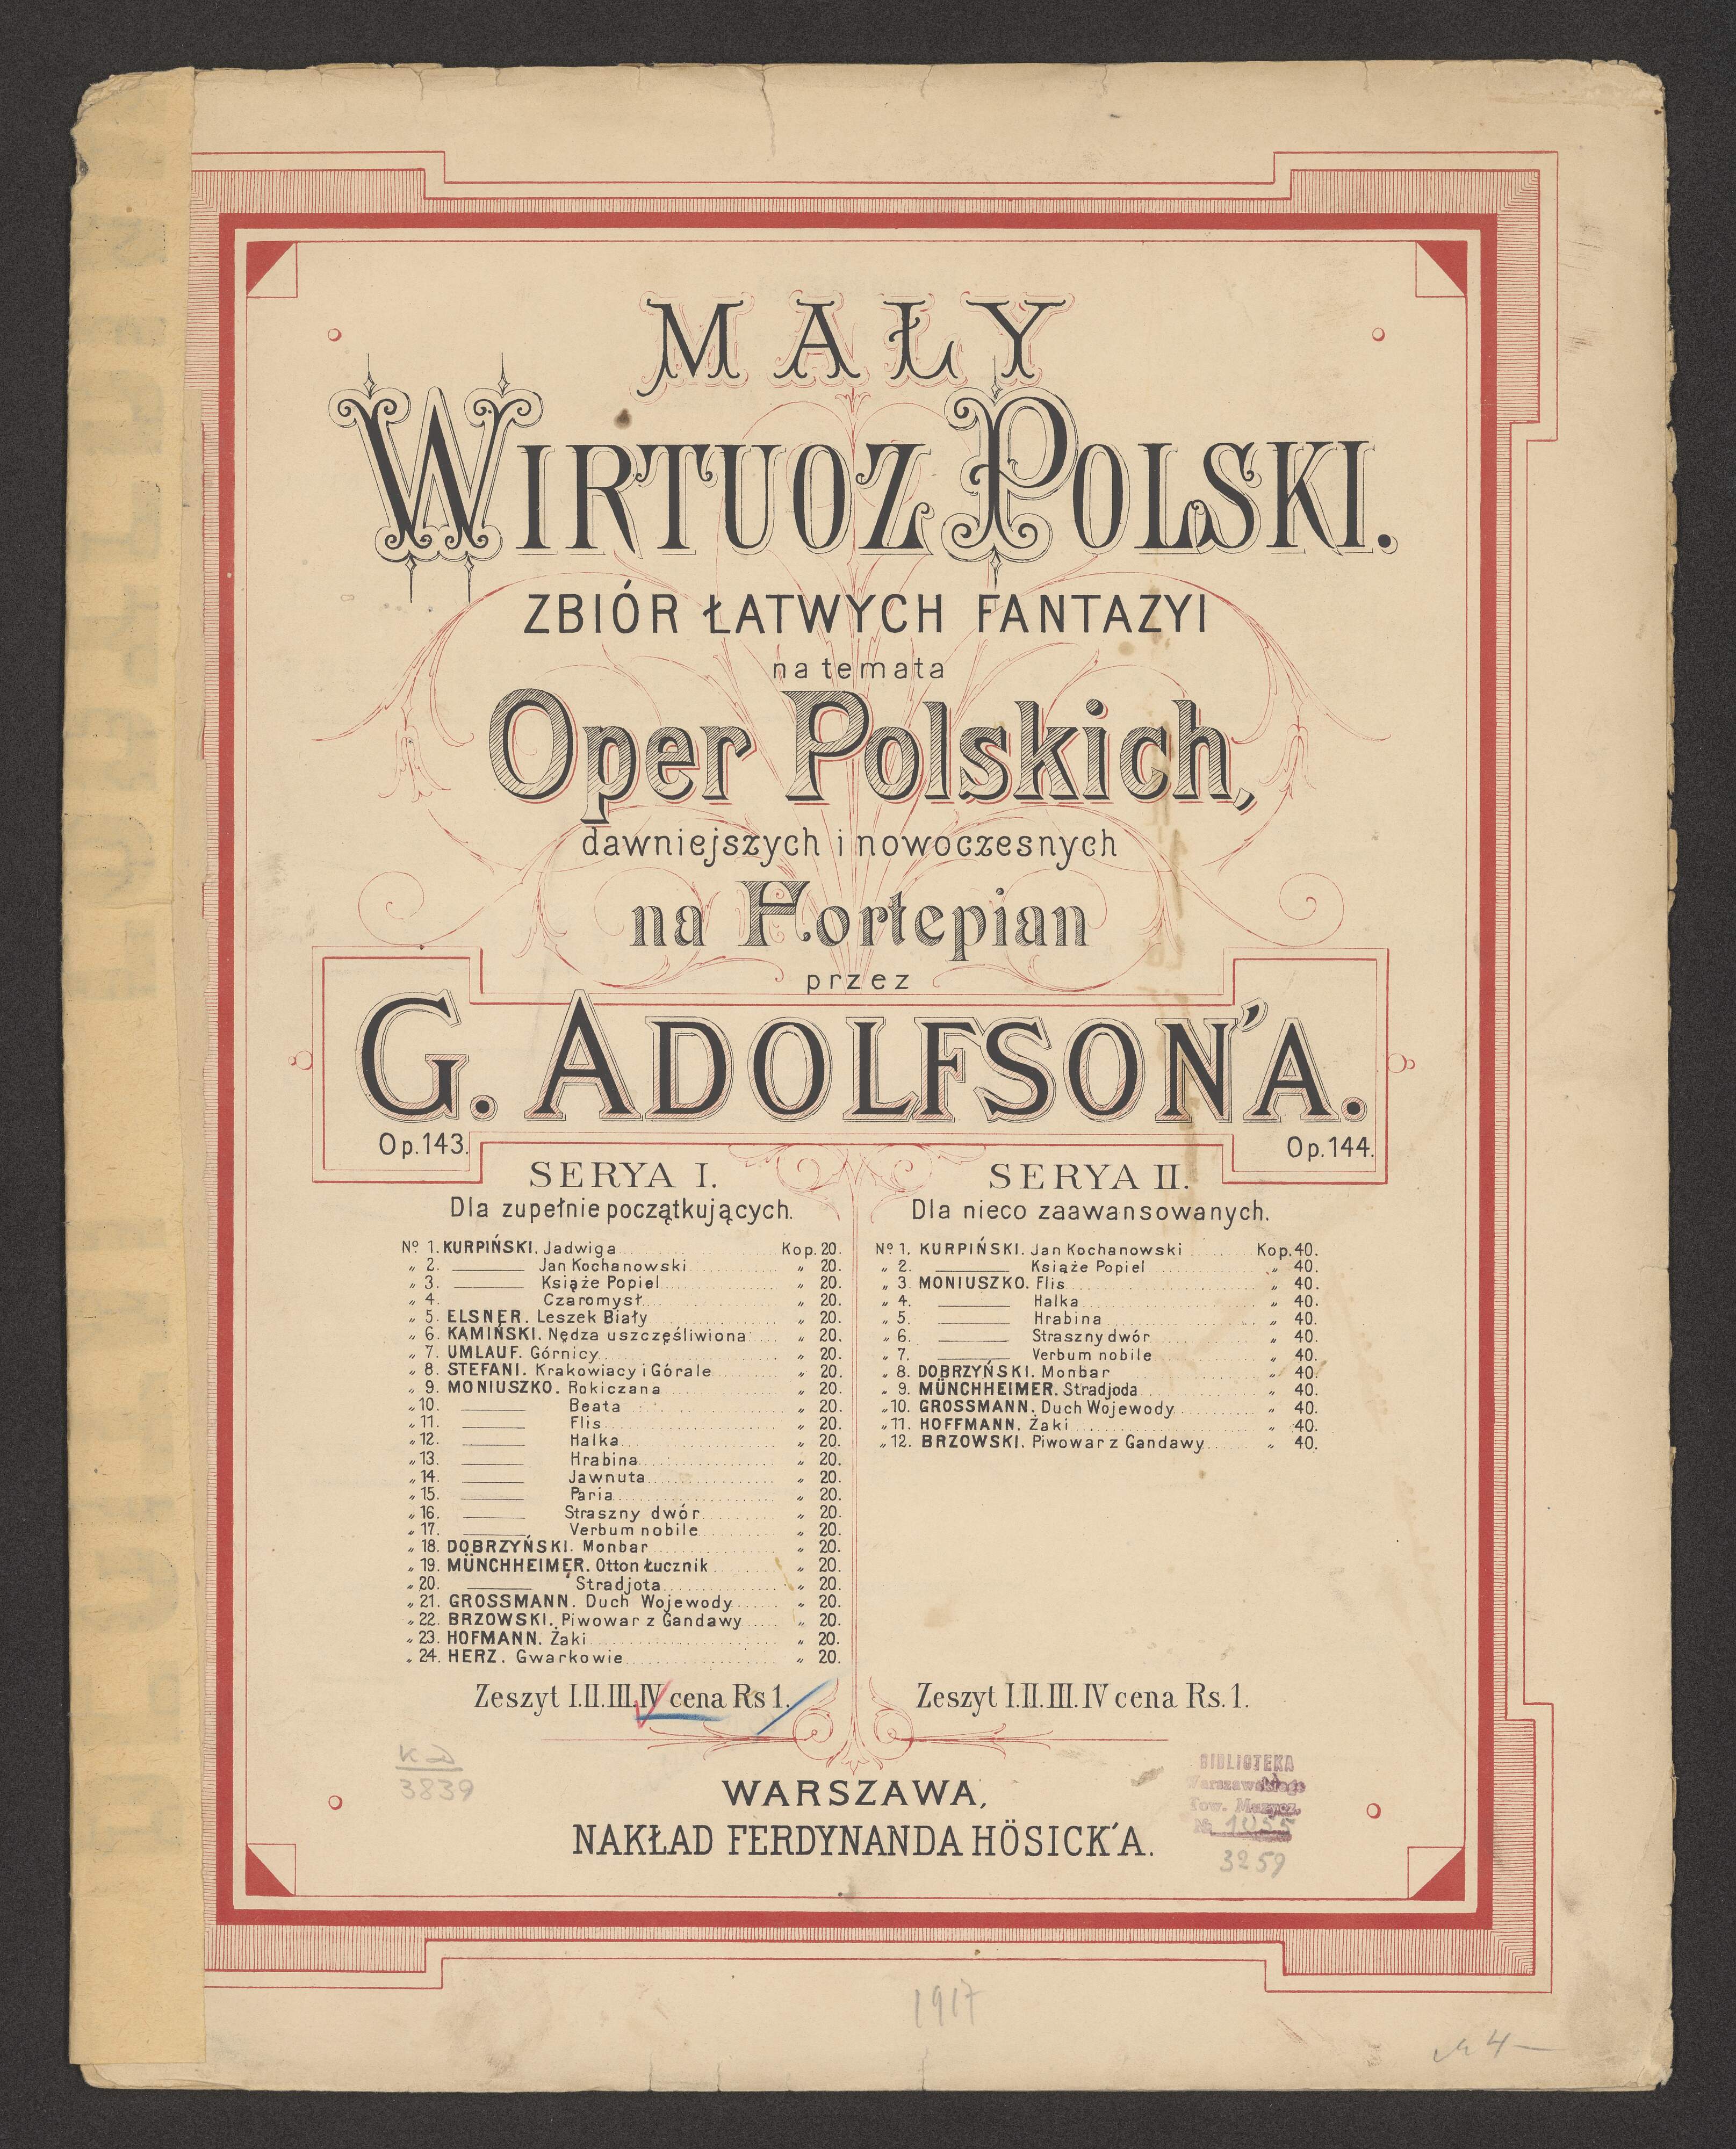 MAŁY
WIRTUOZ POLSKI.
ZBIÓR ŁATWYCH FANTAZYI
na temata
Oper Polskich,
dawniejszych i nowoczesnych
na Fortepian
przez
G. ADOLFSON'A.
Op. 143.
Op. 144.
SERYA I.
Dla zupełnie początkujących.
No 1. KURPIŃSKI. Jadwiga Kop. 20.
„ 2. ——— Jan Kochanowski „ 20.
„ 3. ——— Książe Popiel „ 20.
„ 4. Czaromysł „ 20.
„ 5. ELSNER. Leszek Biały „ 20.
„ 6. KAMIŃSKI. Nędza uszczęśliwiona „ 20.
„ 7. UMLAUF. Górnicy „ 20.
„ 8. STEFANI. Krakowiacy i Górale „ 20.
„ 9. MONIUSZKO. Rokiczana „ 20.
„ 10. ——— Beata „ 20.
„ 11. ——— Flis „ 20.
„ 12. ——— Halka „ 20.
„ 13. ——— Hrabina „ 20.
„ 14. ——— Jawnuta „ 20.
„ 15. ——— Paria „ 20.
„ 16. ——— Straszny dwór „ 20.
„ 17. ——— Verbum nobile „ 20.
„ 18. DOBRZYŃSKI. Monbar „ 20.
„ 19. MÜNCHHEIMER. Otton Łucznik „ 20.
„ 20. ——— Stradjota „ 20.
„ 21. GROSSMANN. Duch Wojewody „ 20.
„ 22. BRZOWSKI. Piwowar z Gandawy „ 20.
„ 23. HOFMANN. Żaki „ 20.
„ 24. HERZ. Gwarkowie „ 20.
Zeszyt I.II.III.IV cena Rs 1.
SERYA II.
Dla nieco zaawansowanych.
No 1. KURPIŃSKI. Jan Kochanowski Kop. 40.
„ 2. ——— Książe Popiel „ 40.
„ 3. MONIUSZKO. Flis „ 40.
„ 4. ——— Halka „ 40.
„ 5. ——— Hrabina „ 40.
„ 6. ——— Straszny dwór „ 40.
„ 7. ——— Verbum nobile „ 40.
„ 8. DOBRZYŃSKI. Monbar „ 40.
„ 9. MÜNCHHEIMER. Stradjoda „ 40.
„ 10. GROSSMANN. Duch Wojewody „ 40.
„ 11. HOFFMANN. Żaki „ 40.
„ 12. BRZOWSKI. Piwowar z Gandawy „ 40.
Zeszyt I.II.III.IV cena Rs. 1.
3839
BIBLIOTEKA
Warszawskiego
Tow. Muzycz.
№ 1055
3259
WARSZAWA,
NAKŁAD FERDYNANDA HÖSICK'A.
1917